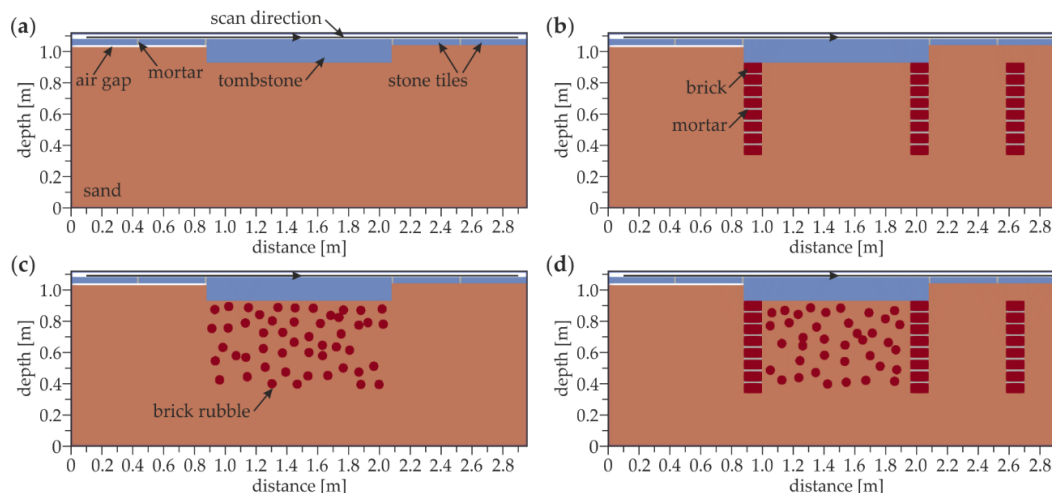 (a)
scan direction
air gap
mortar
tombstone
stone tiles
sand
depth [m]
1.0
0.8
0.6
0.4
0.2
0
0 0.2 0.4 0.6 0.8 1.0 1.2 1.4 1.6 1.8 2.0 2.2 2.4 2.6 2.8
distance [m]
(b)
brick
mortar
depth [m]
1.0
0.8
0.6
0.4
0.2
0
0 0.2 0.4 0.6 0.8 1.0 1.2 1.4 1.6 1.8 2.0 2.2 2.4 2.6 2.8
distance [m]
(c)
brick rubble
depth [m]
1.0
0.8
0.6
0.4
0.2
0
0 0.2 0.4 0.6 0.8 1.0 1.2 1.4 1.6 1.8 2.0 2.2 2.4 2.6 2.8
distance [m]
(d)
depth [m]
1.0
0.8
0.6
0.4
0.2
0
0 0.2 0.4 0.6 0.8 1.0 1.2 1.4 1.6 1.8 2.0 2.2 2.4 2.6 2.8
distance [m]